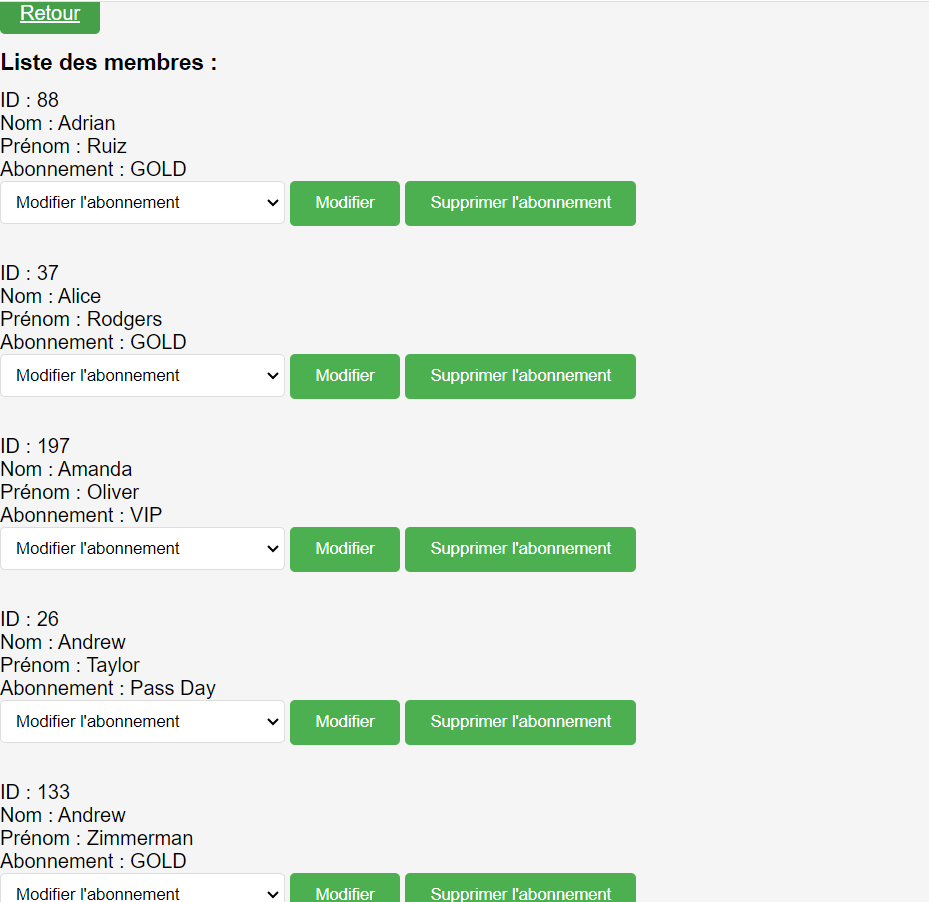 Retour
Liste des membres :
ID : 88
Nom : Adrian
Prénom : Ruiz
Abonnement : GOLD
Modifier l'abonnement Modifier Supprimer l'abonnement
ID : 37
Nom : Alice
Prénom : Rodgers
Abonnement : GOLD
Modifier l'abonnement Modifier Supprimer l'abonnement
ID : 197
Nom : Amanda
Prénom : Oliver
Abonnement : VIP
Modifier l'abonnement Modifier Supprimer l'abonnement
ID : 26
Nom : Andrew
Prénom : Taylor
Abonnement : Pass Day
Modifier l'abonnement Modifier Supprimer l'abonnement
ID : 133
Nom : Andrew
Prénom : Zimmerman
Abonnement : GOLD
Modifier l'abonnement Modifier Supprimer l'abonnement